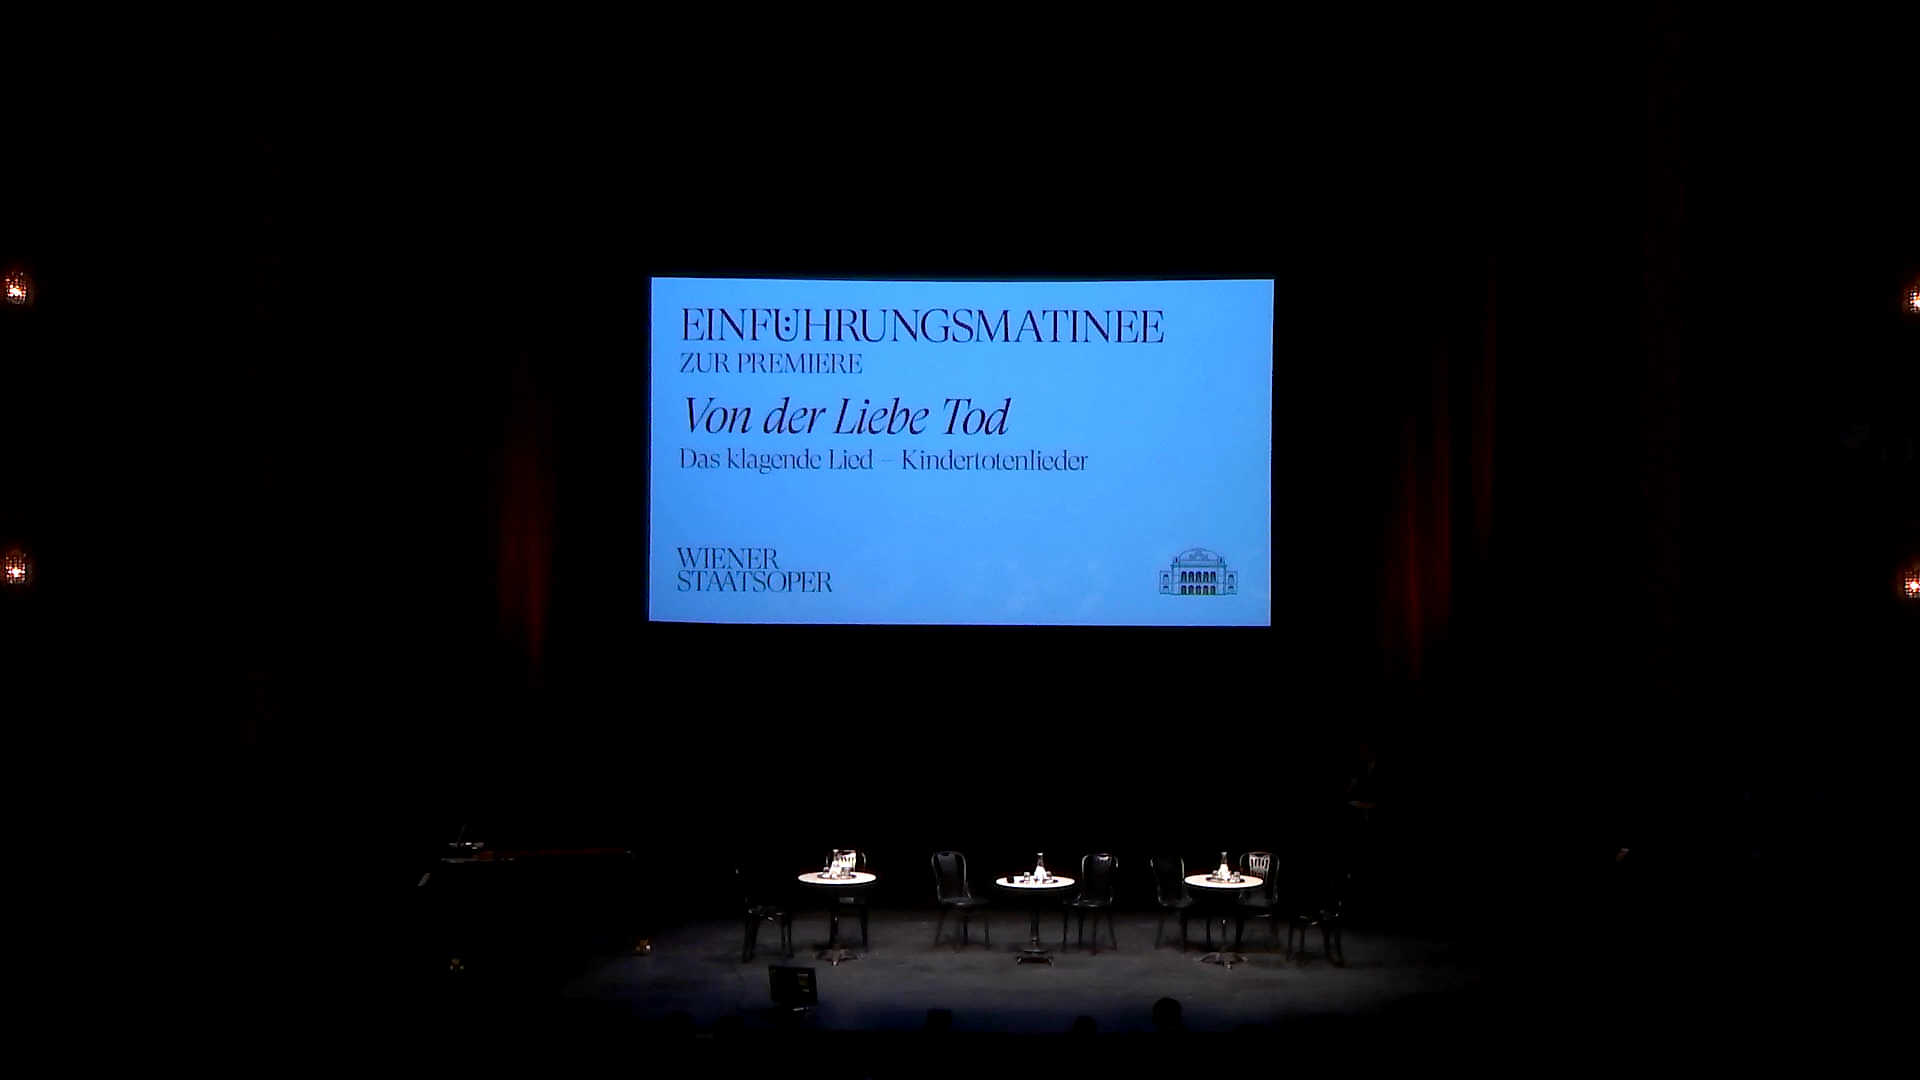 EINFÜHRUNGSMATINEE
ZUR PREMIERE
Von der Liebe Tod
Das klagende Lied – Kindertotenlieder
WIENER
STAATSOPER